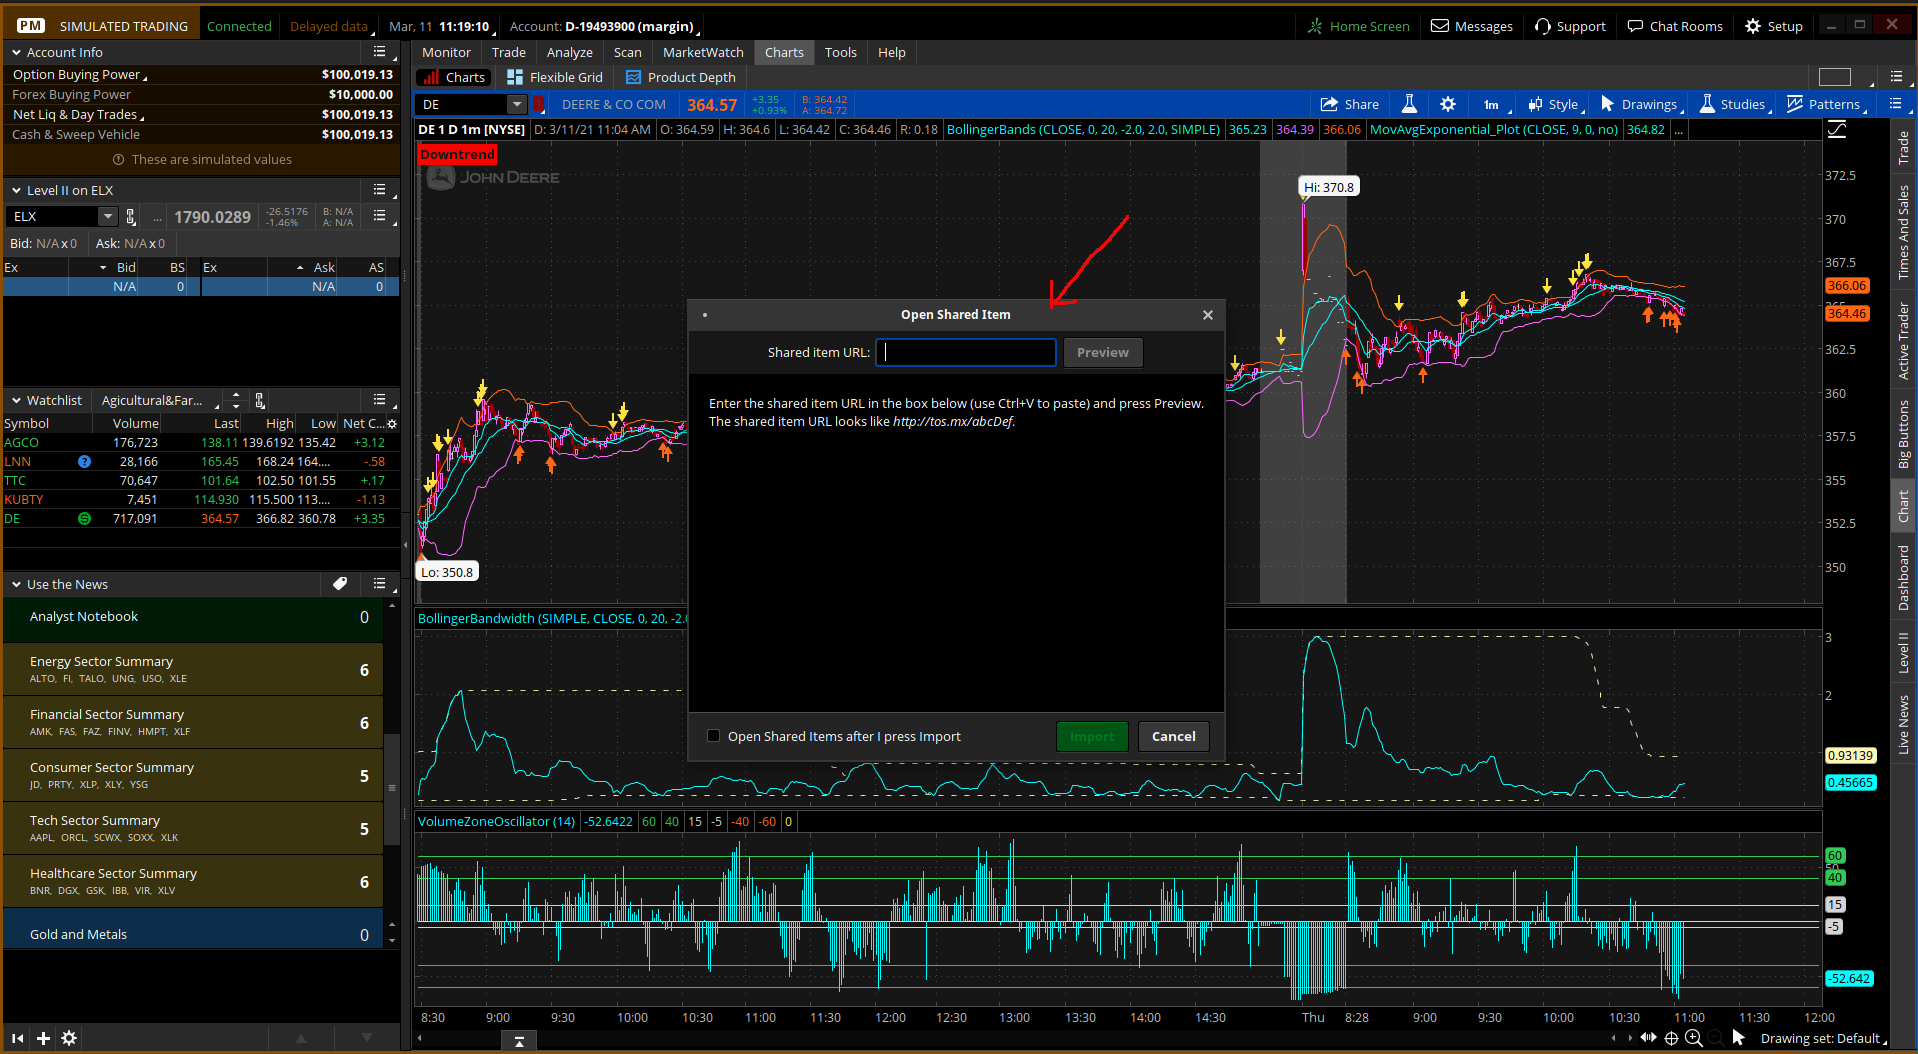 PM SIMULATED TRADING Connected Delayed data Mar, 11 11:19:10 Account: D-19493900 (margin) Home Screen Messages Support Chat Rooms Setup
Account Info
Option Buying Power $100,019.13
Forex Buying Power $10,000.00
Net Liq & Day Trades $100,019.13
Cash & Sweep Vehicle $100,019.13
These are simulated values
Level II on ELX
ELX ... 1790.0289 -26.5176 -1.46% B: N/A A: N/A
Bid: N/A x 0 Ask: N/A x 0
Ex Bid BS Ex Ask AS
N/A 0 N/A 0
Watchlist Agicultural&Far...
Symbol Volume Last High Low Net C...
AGCO 176,723 138.11 139.6192 135.42 +3.12
LNN 28,166 165.45 168.24 164.... -.58
TTC 70,647 101.64 102.50 101.55 +.17
KUBTY 7,451 114.930 115.500 113.... -1.13
DE 717,091 364.57 366.82 360.78 +3.35
Use the News
Analyst Notebook 0
Energy Sector Summary 6
ALTO, FI, TALO, UNG, USO, XLE
Financial Sector Summary 6
AMK, FAS, FAZ, FINV, HMPT, XLF
Consumer Sector Summary 5
JD, PRTY, XLP, XLY, YSG
Tech Sector Summary 5
AAPL, ORCL, SCWX, SOXX, XLK
Healthcare Sector Summary 6
BNR, DGX, GSK, IBB, VIR, XLV
Gold and Metals 0
Monitor Trade Analyze Scan MarketWatch Charts Tools Help
Charts Flexible Grid Product Depth
DE DEERE & CO COM 364.57 +3.35 +0.93% B: 364.42 A: 364.72 Share 1m Style Drawings Studies Patterns
DE 1 D 1m [NYSE] D: 3/11/21 11:04 AM O: 364.59 H: 364.6 L: 364.42 C: 364.46 R: 0.18 BollingerBands (CLOSE, 0, 20, -2.0, 2.0, SIMPLE) 365.23 364.39 366.06 MovAvgExponential_Plot (CLOSE, 9, 0, no) 364.82 ...
Downtrend
JOHN DEERE
Hi: 370.8
Lo: 350.8
372.5
370
367.5
366.06
365
364.46
362.5
360
357.5
355
352.5
350
Open Shared Item
Shared item URL: Preview
Enter the shared item URL in the box below (use Ctrl+V to paste) and press Preview.
The shared item URL looks like http://tos.mx/abcDef.
Open Shared Items after I press Import Import Cancel
BollingerBandwidth (SIMPLE, CLOSE, 0, 20, -2.0
3
2
0.93139
0.45665
VolumeZoneOscillator (14) -52.6422 60 40 15 -5 -40 -60 0
60
50
40
15
-5
-52.642
8:30 9:00 9:30 10:00 10:30 11:00 11:30 12:00 12:30 13:00 13:30 14:00 14:30 Thu 8:28 9:00 9:30 10:00 10:30 11:00 11:30 12:00
Drawing set: Default
Trade
Times And Sales
Active Trader
Big Buttons
Chart
Dashboard
Level II
Live News